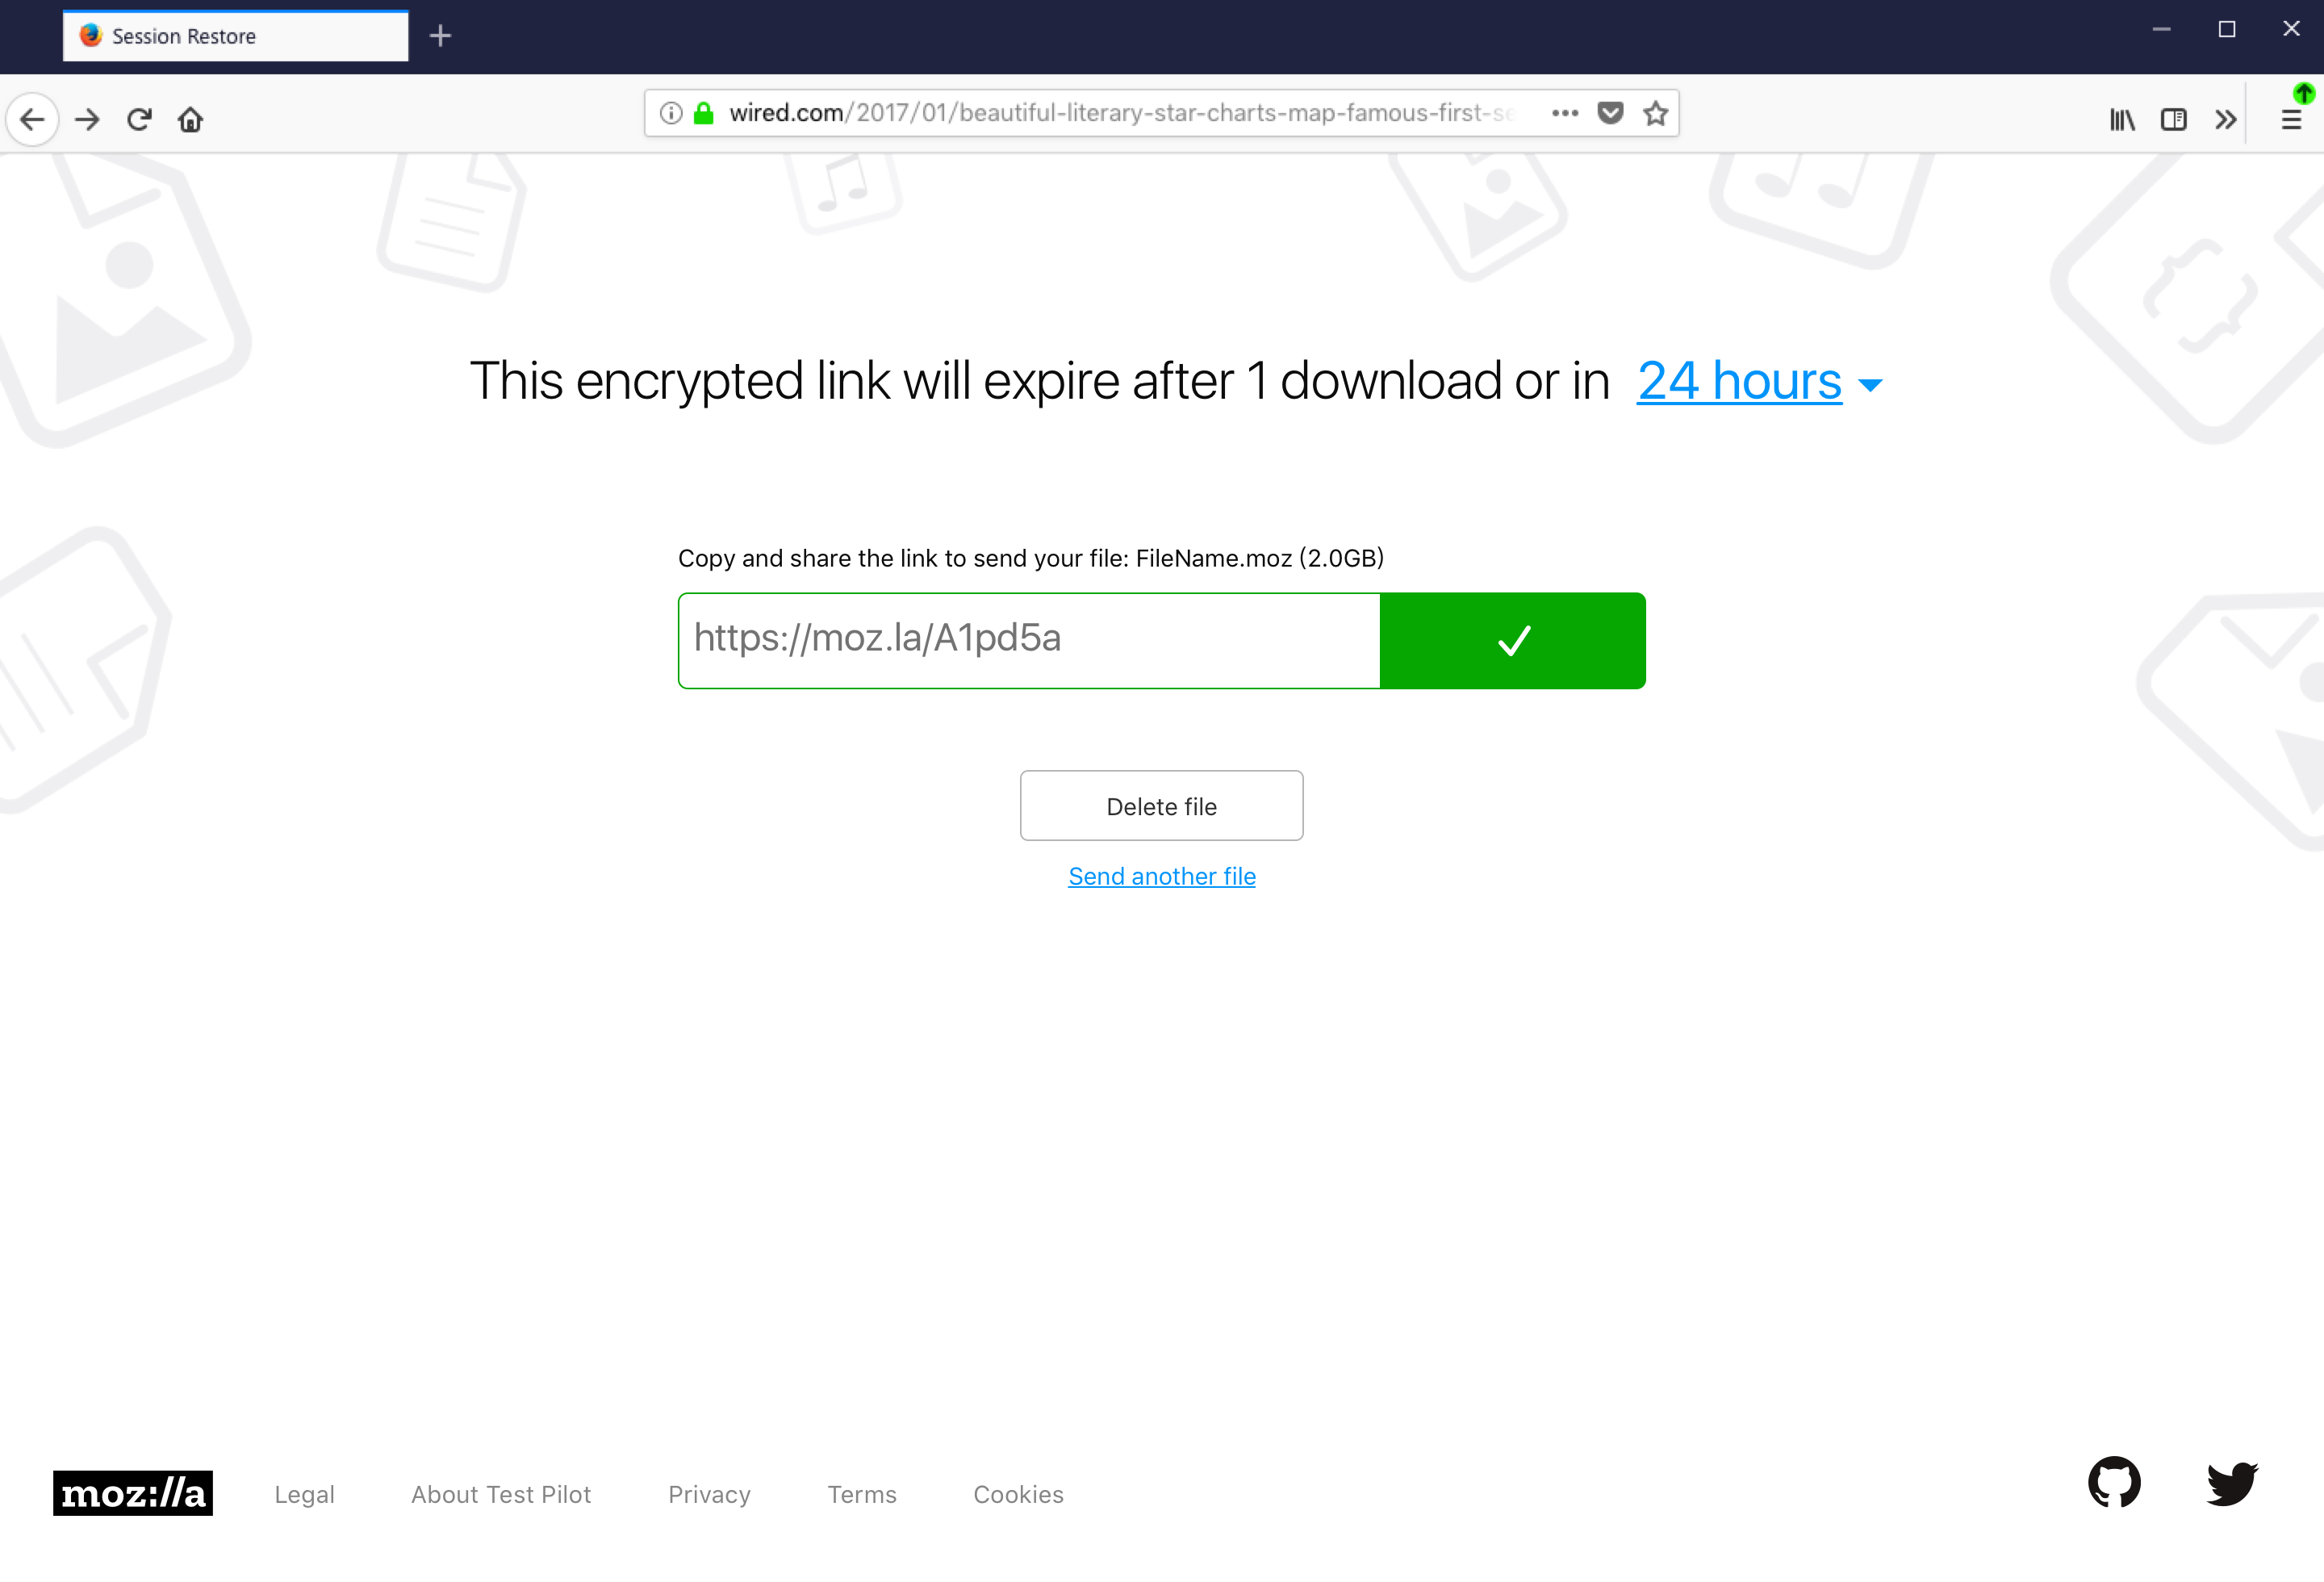 Session Restore
wired.com/2017/01/beautiful-literary-star-charts-map-famous-first-se
This encrypted link will expire after 1 download or in 24 hours
Copy and share the link to send your file: FileName.moz (2.0GB)
https://moz.la/A1pd5a
Delete file
Send another file
moz://a Legal About Test Pilot Privacy Terms Cookies